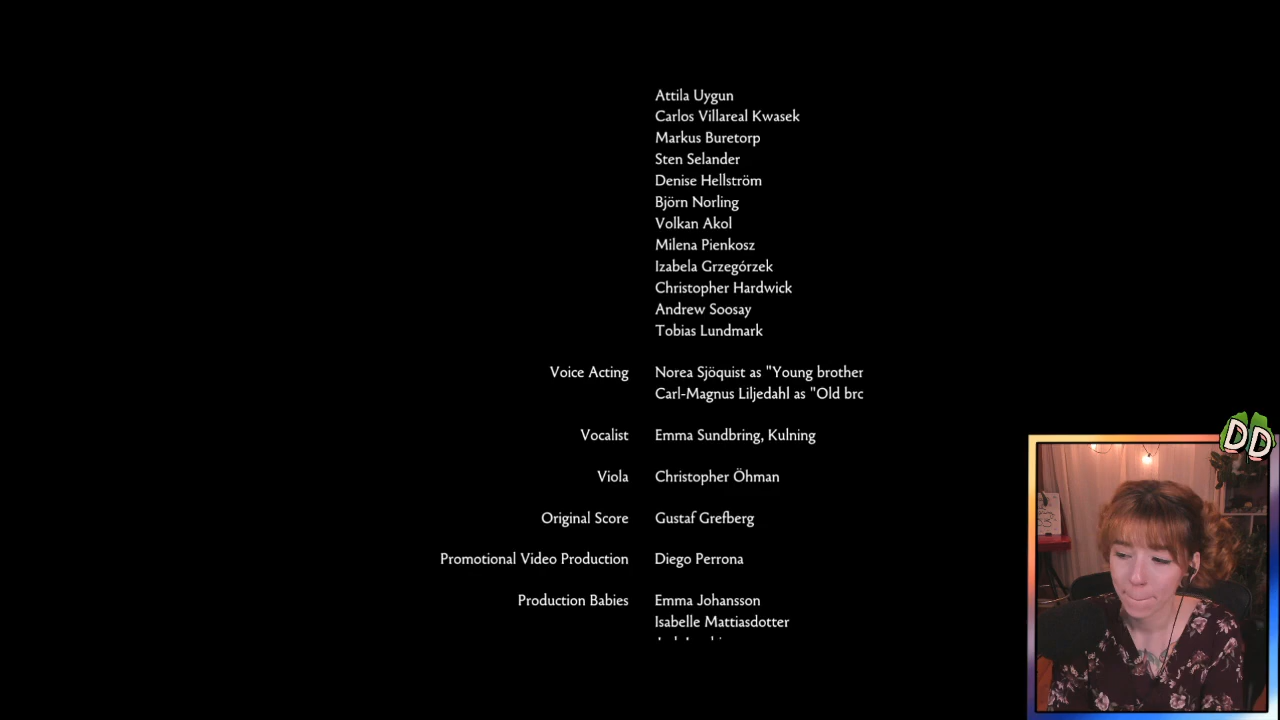 Attila Uygun
Carlos Villareal Kwasek
Markus Buretorp
Sten Selander
Denise Hellström
Björn Norling
Volkan Akol
Milena Pienkosz
Izabela Grzegórzek
Christopher Hardwick
Andrew Soosay
Tobias Lundmark
Voice Acting Norea Sjöquist as "Young brother
Carl-Magnus Liljedahl as "Old bro
Vocalist Emma Sundbring, Kulning
Viola Christopher Öhman
Original Score Gustaf Grefberg
Promotional Video Production Diego Perrona
Production Babies Emma Johansson
Isabelle Mattiasdotter
DD